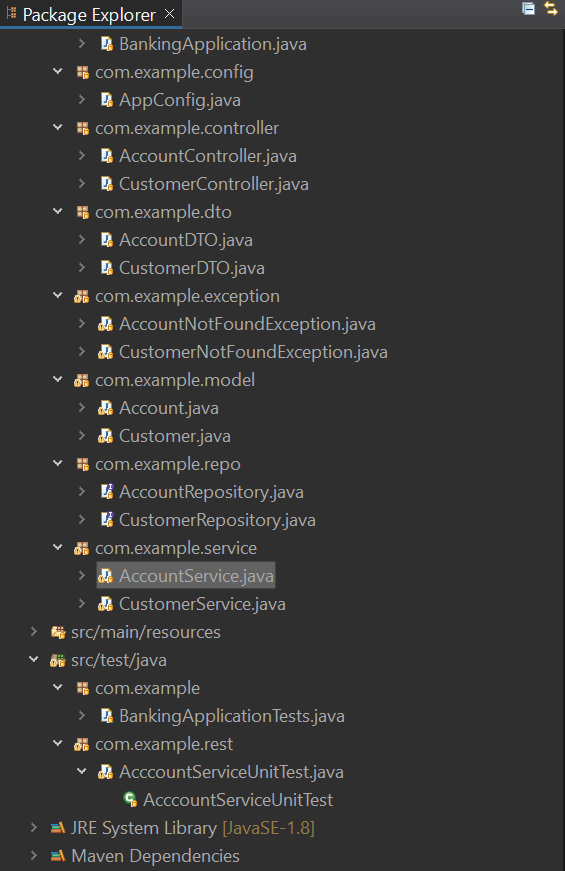 Package Explorer
BankingApplication.java
com.example.config
AppConfig.java
com.example.controller
AccountController.java
CustomerController.java
com.example.dto
AccountDTO.java
CustomerDTO.java
com.example.exception
AccountNotFoundException.java
CustomerNotFoundException.java
com.example.model
Account.java
Customer.java
com.example.repo
AccountRepository.java
CustomerRepository.java
com.example.service
AccountService.java
CustomerService.java
src/main/resources
src/test/java
com.example
BankingApplicationTests.java
com.example.rest
AcccountServiceUnitTest.java
AcccountServiceUnitTest
JRE System Library [JavaSE-1.8]
Maven Dependencies